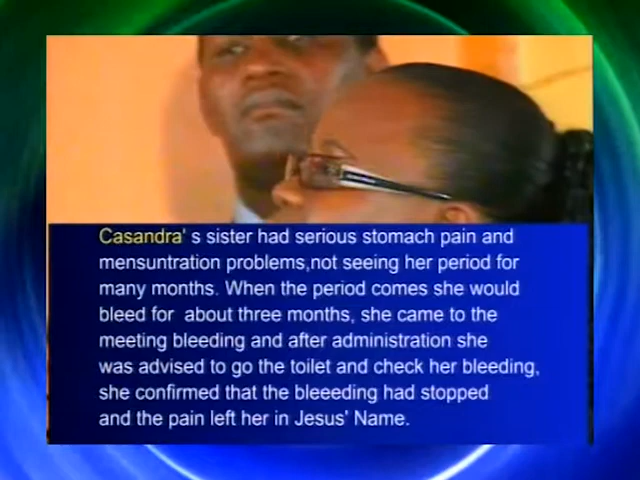 Casandra' s sister had serious stomach pain and
mensuntration problems,not seeing her period for
many months. When the period comes she would
bleed for about three months, she came to the
meeting bleeding and after administration she
was advised to go the toilet and check her bleeding,
she confirmed that the bleeeding had stopped
and the pain left her in Jesus' Name.